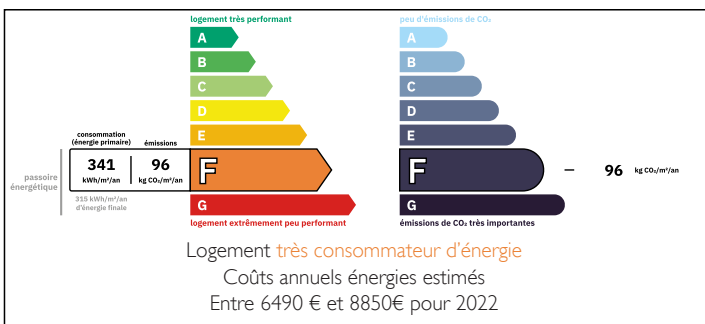 logement très performant
A
B
C
D
E
consommation
(énergie primaire)
émissions
passoire
énergétique
341
kWh/m²/an
96
kg CO₂/m²/an
F
315 kWh/m²/an
d'énergie finale
G
logement extrêmement peu performant
peu d'émissions de CO₂
A
B
C
D
E
F
96 kg CO₂/m²/an
G
émissions de CO₂ très importantes
Logement très consommateur d'énergie
Coûts annuels énergies estimés
Entre 6490 € et 8850€ pour 2022